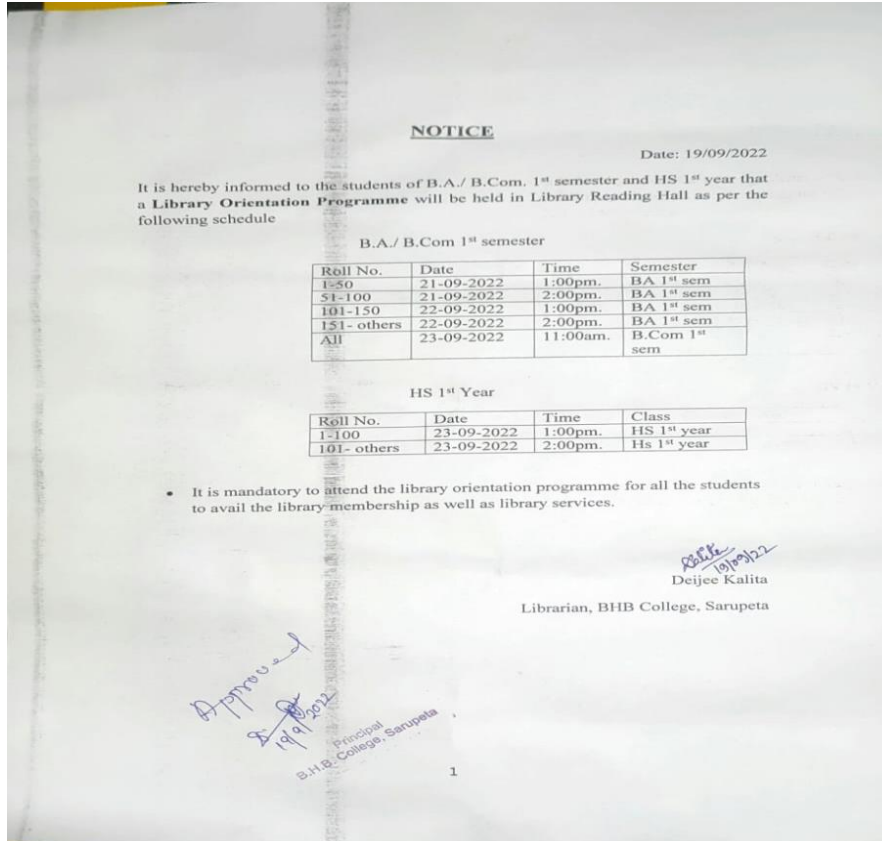 NOTICE
Date: 19/09/2022
It is hereby informed to the students of B.A./ B.Com. 1st semester and HS 1st year that
a Library Orientation Programme will be held in Library Reading Hall as per the
following schedule
B.A./ B.Com 1st semester
Roll No. Date Time Semester
1-50 21-09-2022 1:00pm. BA 1st sem
51-100 21-09-2022 2:00pm. BA 1st sem
101-150 22-09-2022 1:00pm. BA 1st sem
151- others 22-09-2022 2:00pm. BA 1st sem
All 23-09-2022 11:00am. B.Com 1st
sem
HS 1st Year
Roll No. Date Time Class
1-100 23-09-2022 1:00pm. HS 1st year
101- others 23-09-2022 2:00pm. Hs 1st year
• It is mandatory to attend the library orientation programme for all the students
to avail the library membership as well as library services.
Kalita
19/09/22
Deijee Kalita
Librarian, BHB College, Sarupeta
Approved
19/9/2022
Principal
B.H.B. College, Sarupeta
1